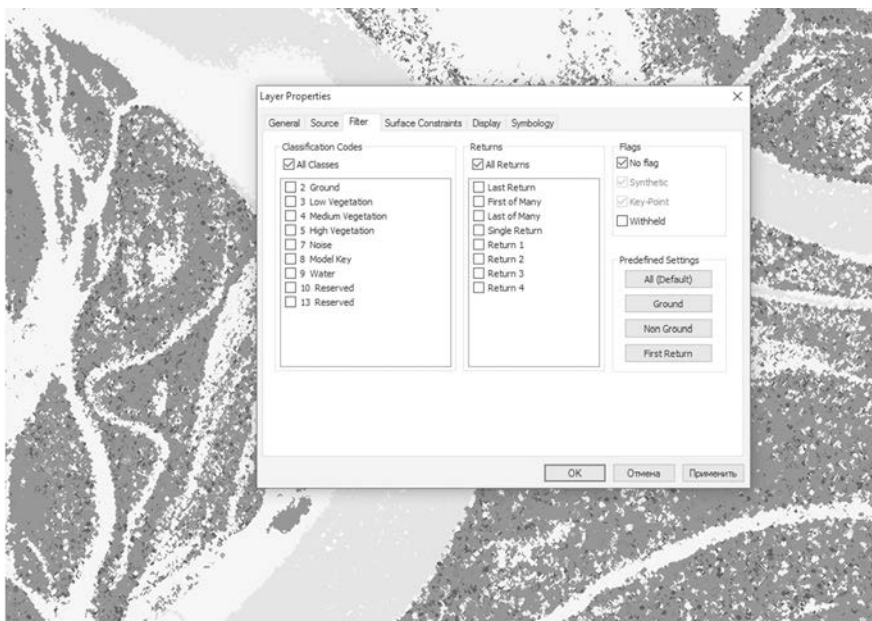 Layer Properties
General Source Filter Surface Constraints Display Symbology
Classification Codes
All Classes
2 Ground
3 Low Vegetation
4 Medium Vegetation
5 High Vegetation
7 Noise
8 Model Key
9 Water
10 Reserved
13 Reserved
Returns
All Returns
Last Return
First of Many
Last of Many
Single Return
Return 1
Return 2
Return 3
Return 4
Flags
No flag
Synthetic
Key-Point
Withheld
Predefined Settings
All (Default)
Ground
Non Ground
First Return
OK Отмена Применить